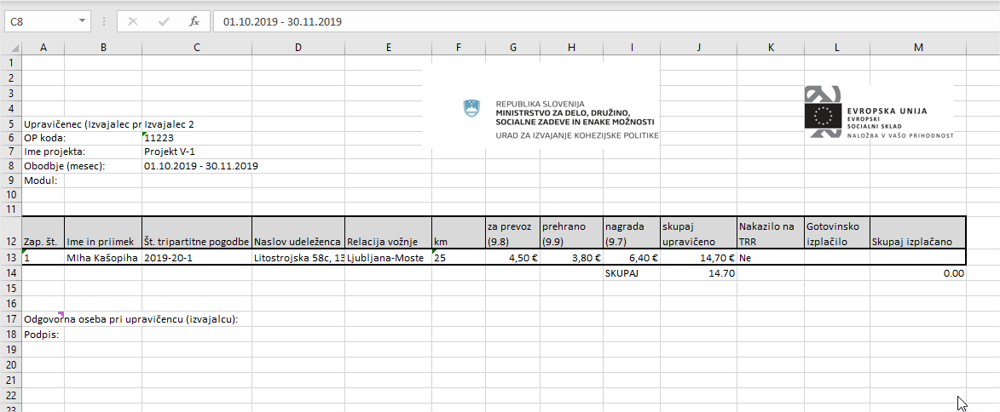 C8 fx 01.10.2019 - 30.11.2019
A B C D E F G H I J K L M
1
2
3
4
REPUBLIKA SLOVENIJA
MINISTRSTVO ZA DELO, DRUŽINO,
SOCIALNE ZADEVE IN ENAKE MOŽNOSTI
URAD ZA IZVAJANJE KOHEZIJSKE POLITIKE
EVROPSKA UNIJA
EVROPSKI
SOCIALNI SKLAD
NALOŽBA V VAŠO PRIHODNOST
5 Upravičenec (Izvajalec pr Izvajalec 2
6 OP koda: 11223
7 Ime projekta: Projekt V-1
8 Obodbje (mesec): 01.10.2019 - 30.11.2019
9 Modul:
10
11
12 Zap. št. Ime in priimek Št. tripartitne pogodbe Naslov udeleženca Relacija vožnje km za prevoz (9.8) prehrano (9.9) nagrada (9.7) skupaj upravičeno Nakazilo na TRR Gotovinsko izplačilo Skupaj izplačano
13 1 MIha Kašopiha 2019-20-1 Litostrojska 58c, 13 Ljubljana-Moste 25 4,50 € 3,80 € 6,40 € 14,70 € Ne
14 SKUPAJ 14.70 0.00
15
16
17 Odgovorna oseba pri upravičencu (izvajalcu):
18 Podpis:
19
20
21
22
23